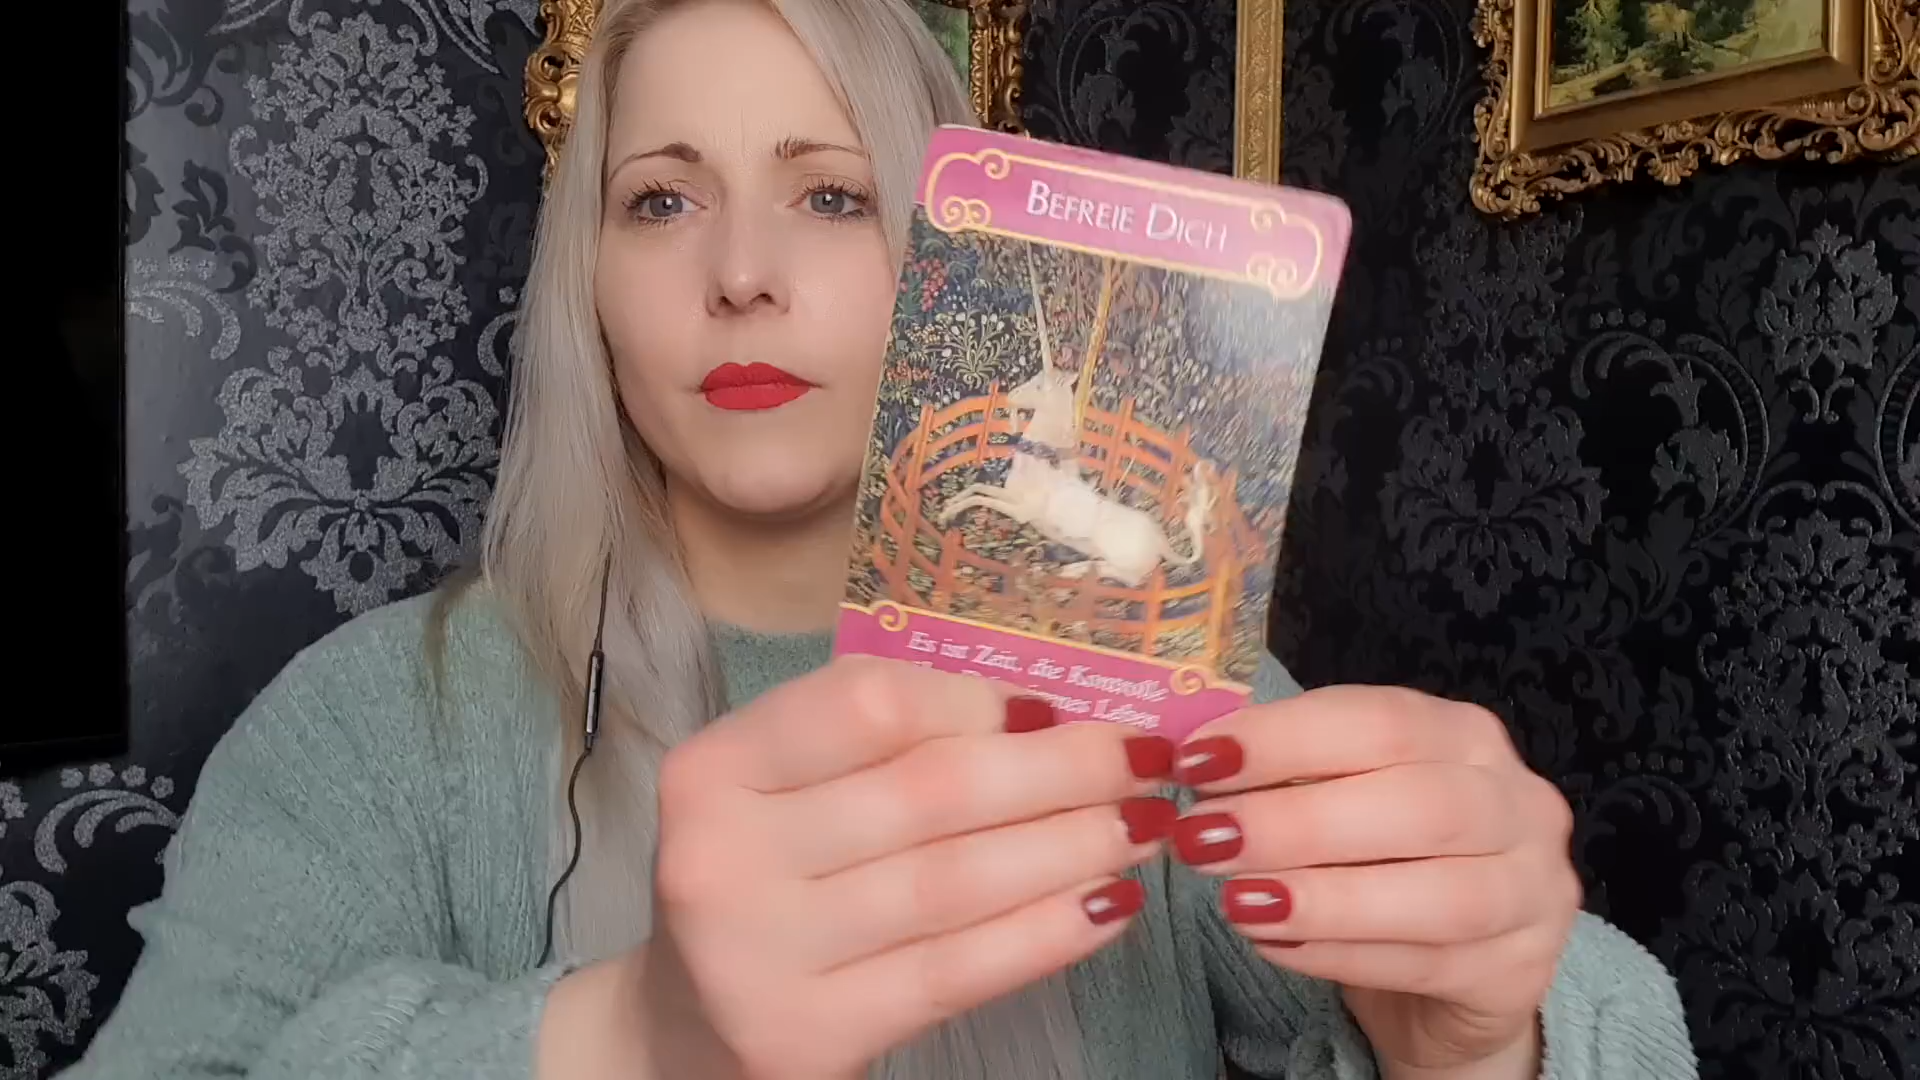 Befreie Dich
Es ist Zeit, die Kontrolle
Leben